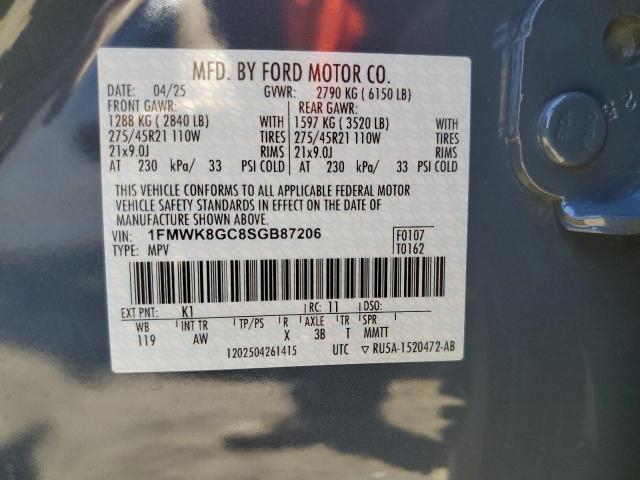 MFD. BY FORD MOTOR CO.
DATE: 04/25 GVWR: 2790 KG ( 6150 LB)
FRONT GAWR: REAR GAWR:
1288 KG ( 2840 LB) WITH 1597 KG ( 3520 LB) WITH
275/45R21 110W TIRES 275/45R21 110W TIRES
21x9.0J RIMS 21x9.0J RIMS
AT 230 kPa/ 33 PSI COLD AT 230 kPa/ 33 PSI COLD
THIS VEHICLE CONFORMS TO ALL APPLICABLE FEDERAL MOTOR
VEHICLE SAFETY STANDARDS IN EFFECT ON THE DATE OF
MANUFACTURE SHOWN ABOVE.
VIN: 1FMWK8GC8SGB87206 F0107
TYPE: MPV T0162
EXT PNT: K1 RC: 11 DSO:
WB INT TR TP/PS R AXLE TR SPR
119 AW X 3B T MMTT
1202504261415 UTC ▽ RU5A-1520472-AB